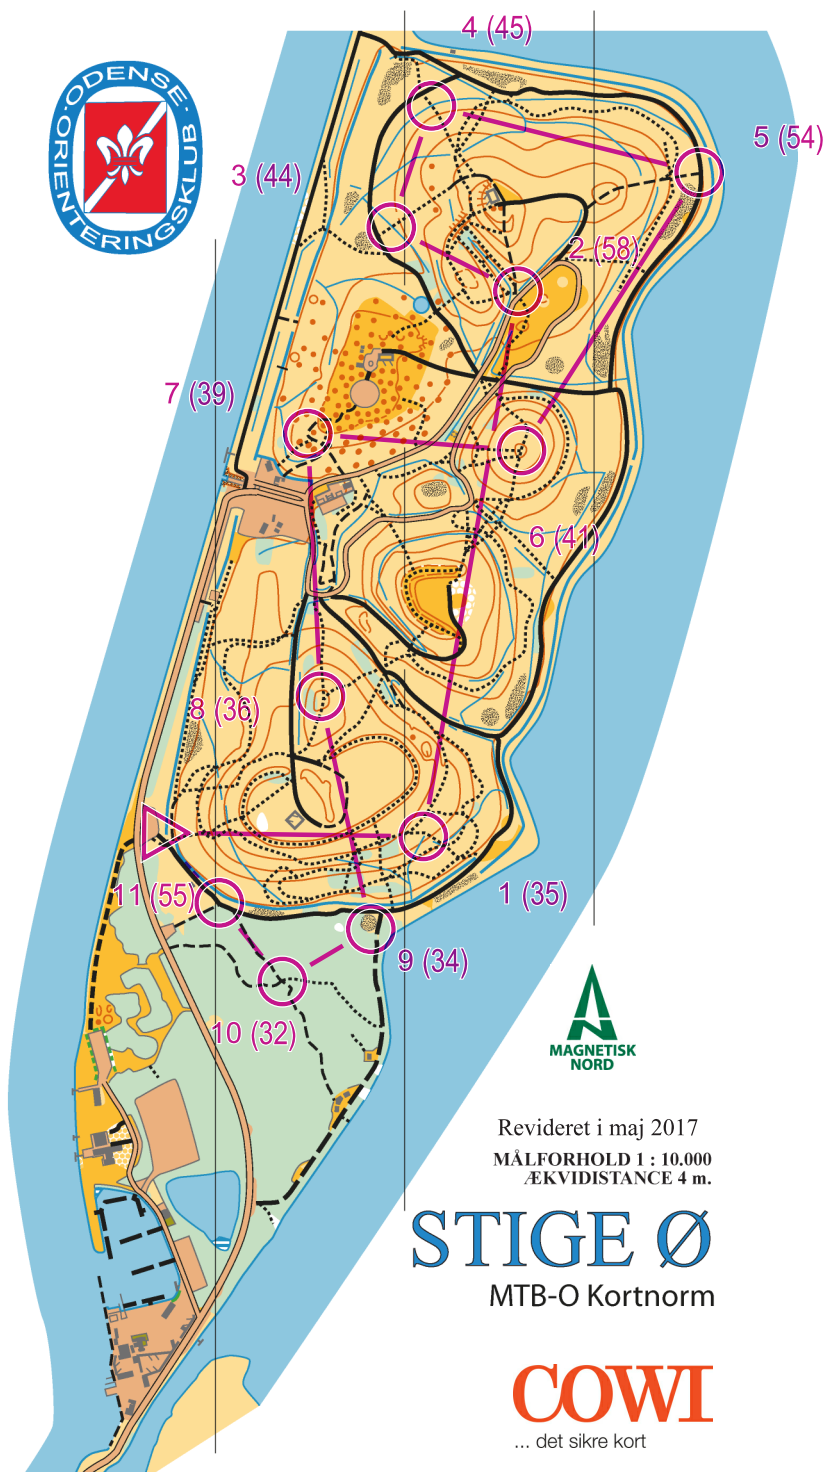 4 (45)
5 (54)
ODENSE
ORIENTERINGSKLUB
3 (44)
2 (58)
7 (39)
6 (41)
8 (36)
11 (55)
1 (35)
9 (34)
10 (32)
MAGNETISK
NORD
Revideret i maj 2017
MÅLFORHOLD 1 : 10.000
ÆKVIDISTANCE 4 m.
STIGE Ø
MTB-O Kortnorm
COWI
... det sikre kort